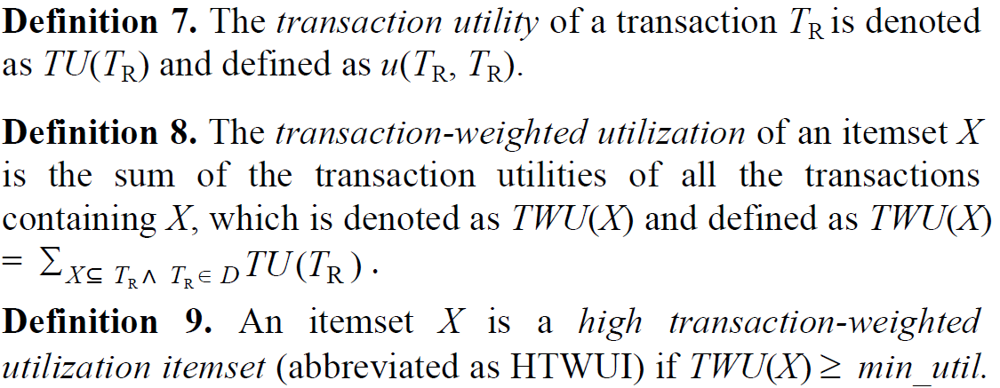 Definition 7. The transaction utility of a transaction T_R is denoted
as TU(T_R) and defined as u(T_R, T_R).
Definition 8. The transaction-weighted utilization of an itemset X
is the sum of the transaction utilities of all the transactions
containing X, which is denoted as TWU(X) and defined as TWU(X)
= ∑_{X⊆ T_R ∧ T_R∈ D} TU(T_R).
Definition 9. An itemset X is a high transaction-weighted
utilization itemset (abbreviated as HTWUI) if TWU(X) ≥ min_util.